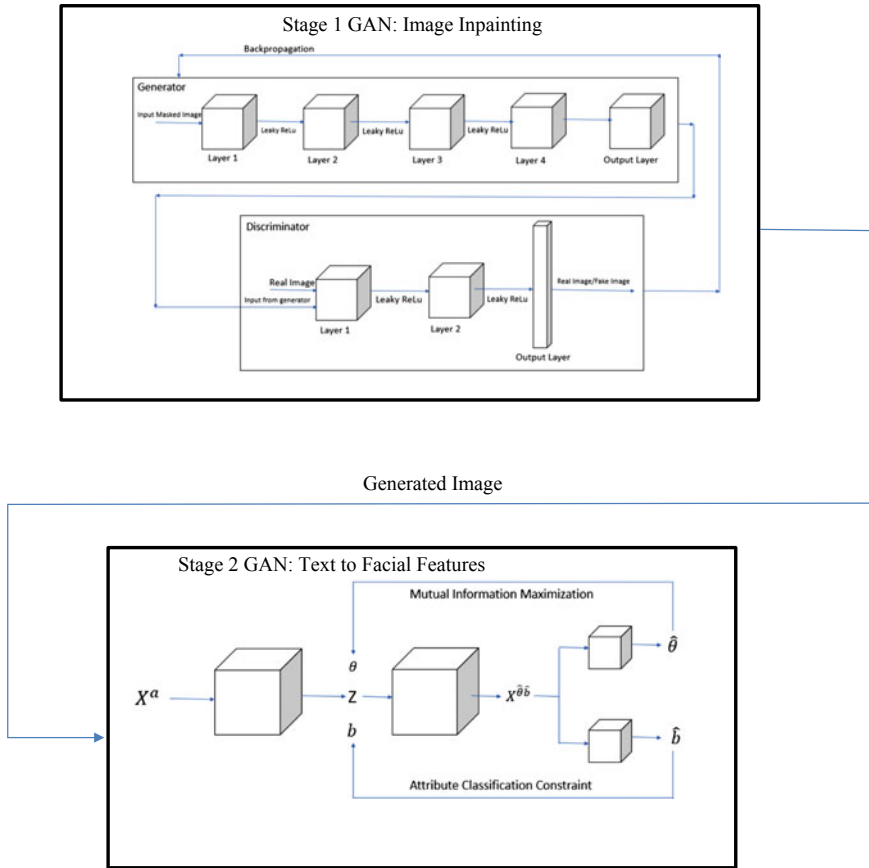 Stage 1 GAN: Image Inpainting
Backpropagation
Generator
Input Masked Image
Leaky ReLu
Leaky ReLu
Leaky ReLu
Layer 1
Layer 2
Layer 3
Layer 4
Output Layer
Discriminator
Real Image
Input from generator
Leaky ReLu
Leaky ReLu
Real Image/Fake Image
Layer 1
Layer 2
Output Layer
Generated Image
Stage 2 GAN: Text to Facial Features
Mutual Information Maximization
θ
θ̂
Xᵃ
Z
X^θ̂b̂
b
b̂
Attribute Classification Constraint